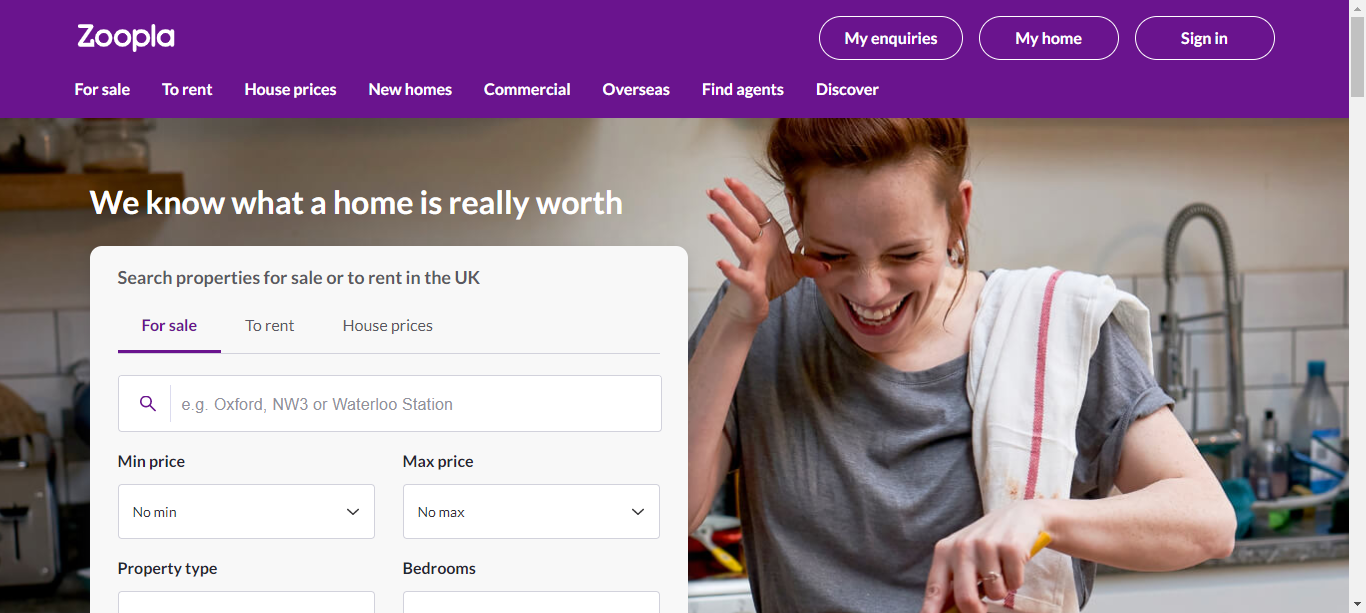 Zoopla
My enquiries
My home
Sign in
For sale
To rent
House prices
New homes
Commercial
Overseas
Find agents
Discover
We know what a home is really worth
Search properties for sale or to rent in the UK
For sale
To rent
House prices
e.g. Oxford, NW3 or Waterloo Station
Min price
Max price
No min
No max
Property type
Bedrooms